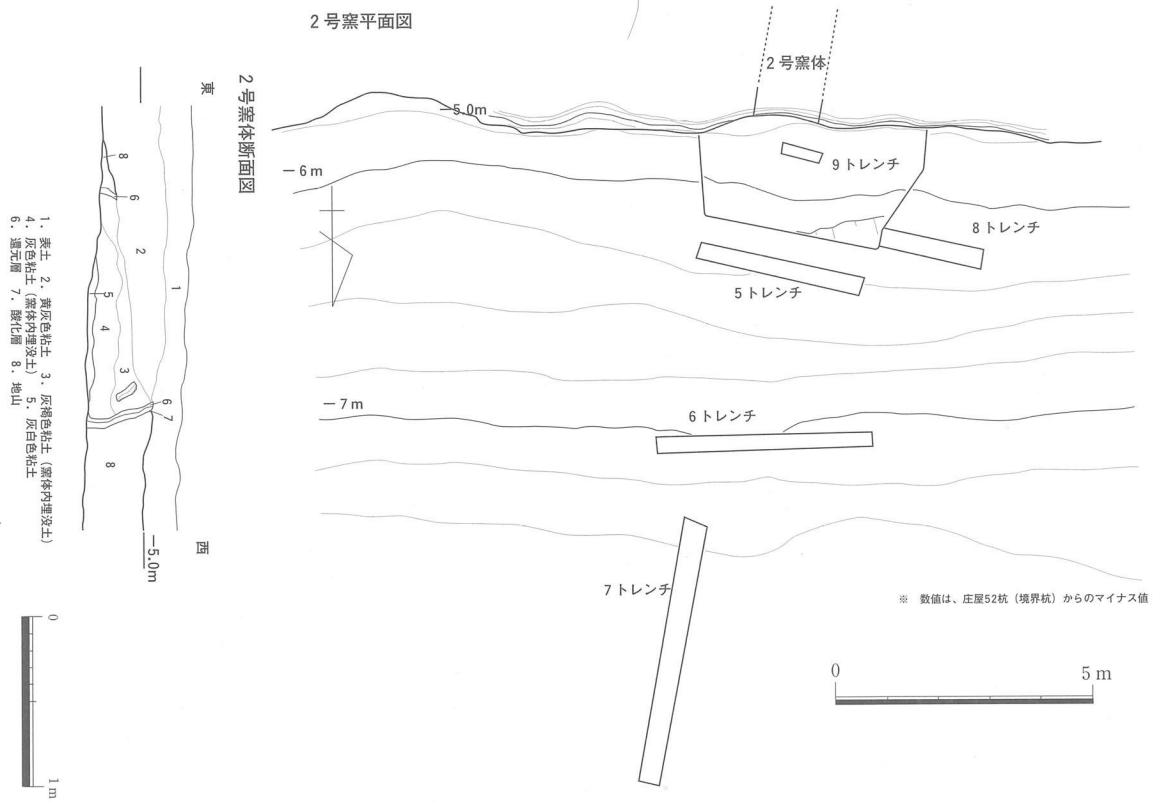 2号窯平面図
2号窯体
−5.0m
−6m
9トレンチ
8トレンチ
5トレンチ
−7m
6トレンチ
7トレンチ
※ 数値は、庄屋52杭（境界杭）からのマイナス値
0 5m
2号窯体断面図
東
西
−5.0m
8
6
2
1
5
4
3
6
7
8
1．表土 2．黄灰色粘土 3．灰褐色粘土（窯体内埋没土）
4．灰色粘土（窯体内埋没土） 5．灰白色粘土
6．還元層 7．酸化層 8．地山
0 1m